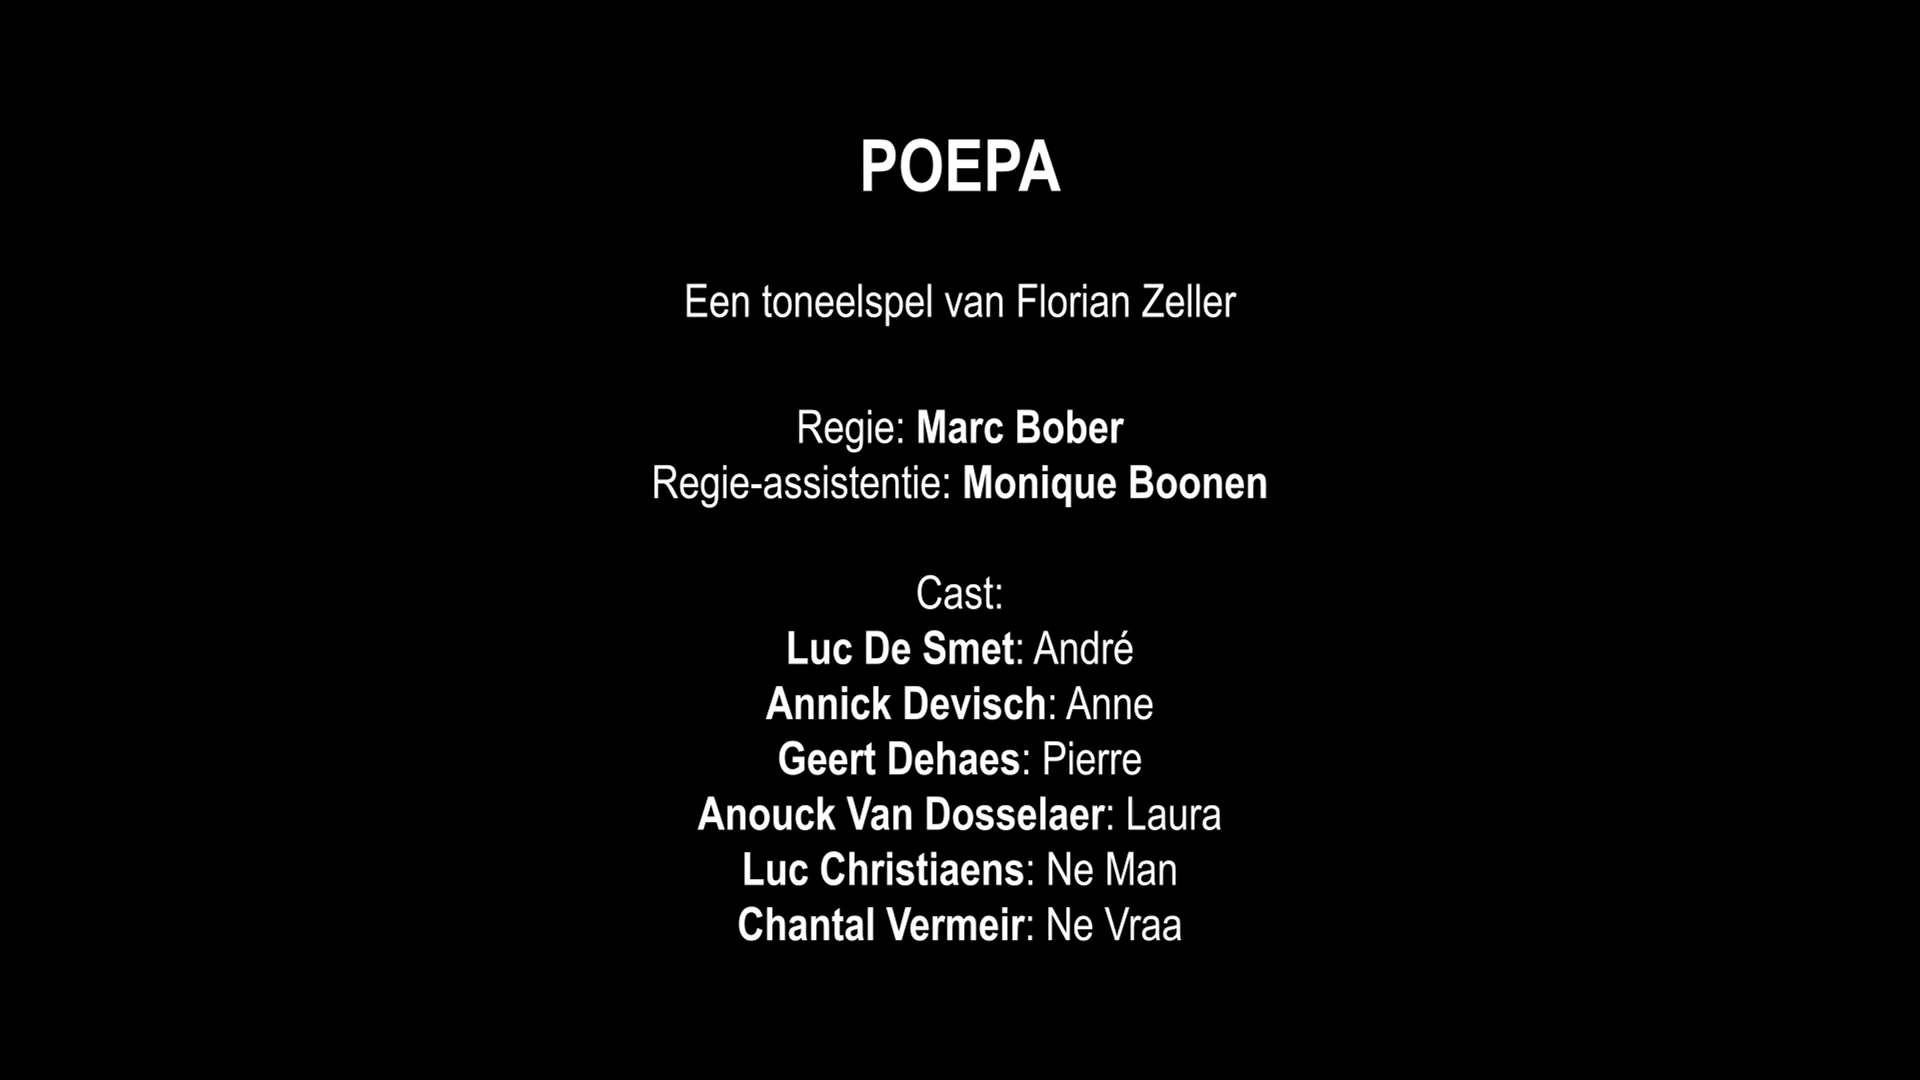 POEPA
Een toneelspel van Florian Zeller
Regie: Marc Bober
Regie-assistentie: Monique Boonen
Cast:
Luc De Smet: André
Annick Devisch: Anne
Geert Dehaes: Pierre
Anouck Van Dosselaer: Laura
Luc Christiaens: Ne Man
Chantal Vermeir: Ne Vraa